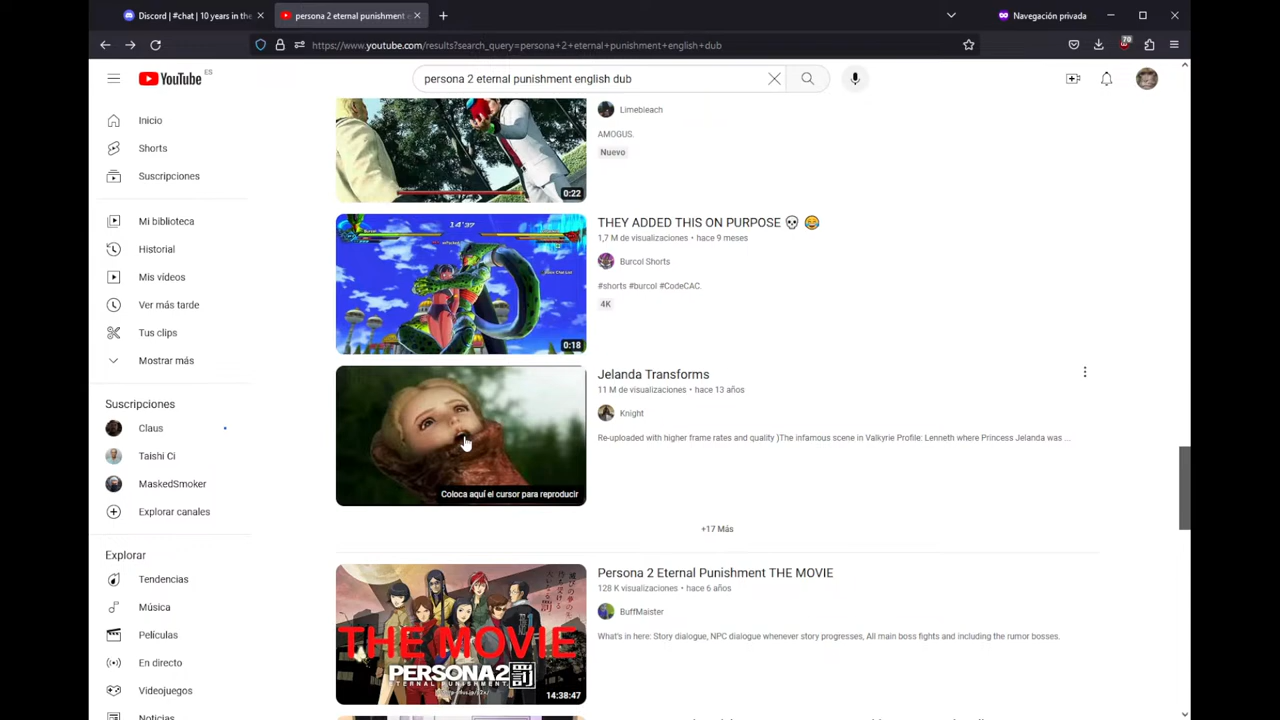 Discord | #chat | 10 years in the
persona 2 eternal punishment e
Navegación privada
https://www.youtube.com/results?search_query=persona+2+eternal+punishment+english+dub
70
YouTube ES
persona 2 eternal punishment english dub
Inicio
Shorts
Suscripciones
Mi biblioteca
Historial
Mis vídeos
Ver más tarde
Tus clips
Mostrar más
Suscripciones
Claus
Taishi Ci
MaskedSmoker
Explorar canales
Explorar
Tendencias
Música
Películas
En directo
Videojuegos
Noticias
Limebleach
AMOGUS.
Nuevo
0:22
THEY ADDED THIS ON PURPOSE 💀 😂
1,7 M de visualizaciones • hace 9 meses
Burcol Shorts
#shorts #burcol #CodeCAC.
4K
14'37
0:18
Jelanda Transforms
11 M de visualizaciones • hace 13 años
Knight
Re-uploaded with higher frame rates and quality )The infamous scene in Valkyrie Profile: Lenneth where Princess Jelanda was ...
Coloca aquí el cursor para reproducir
+17 Más
Persona 2 Eternal Punishment THE MOVIE
128 K visualizaciones • hace 6 años
BuffMaister
What's in here: Story dialogue, NPC dialogue whenever story progresses, All main boss fights and including the rumor bosses.
THE MOVIE
PERSONA2 罰
ETERNAL PUNISHMENT
14:38:47